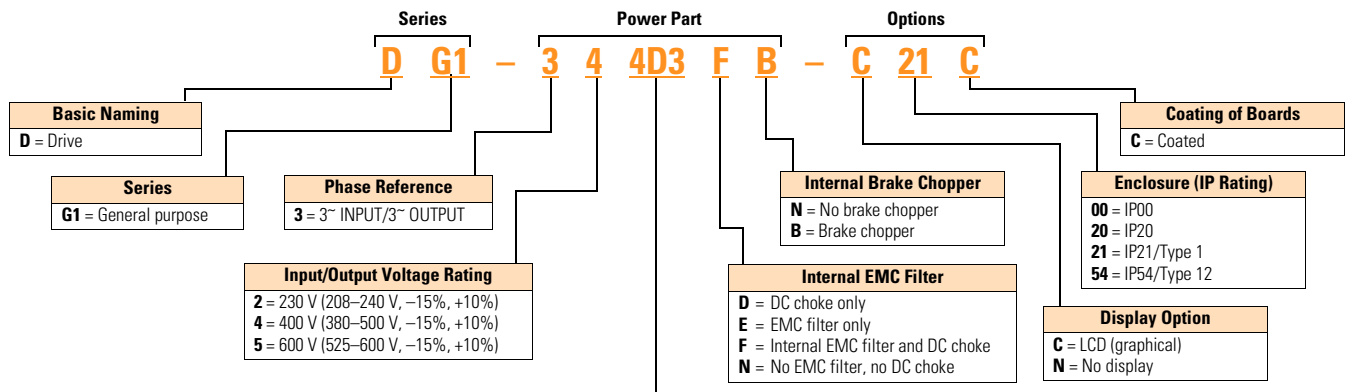 Series Power Part Options
D G1 – 3 4 4D3 F B – C 21 C
Basic Naming
D = Drive
Series
G1 = General purpose
Phase Reference
3 = 3~ INPUT/3~ OUTPUT
Input/Output Voltage Rating
2 = 230 V (208–240 V, –15%, +10%)
4 = 400 V (380–500 V, –15%, +10%)
5 = 600 V (525–600 V, –15%, +10%)
Internal Brake Chopper
N = No brake chopper
B = Brake chopper
Internal EMC Filter
D = DC choke only
E = EMC filter only
F = Internal EMC filter and DC choke
N = No EMC filter, no DC choke
Coating of Boards
C = Coated
Enclosure (IP Rating)
00 = IP00
20 = IP20
21 = IP21/Type 1
54 = IP54/Type 12
Display Option
C = LCD (graphical)
N = No display